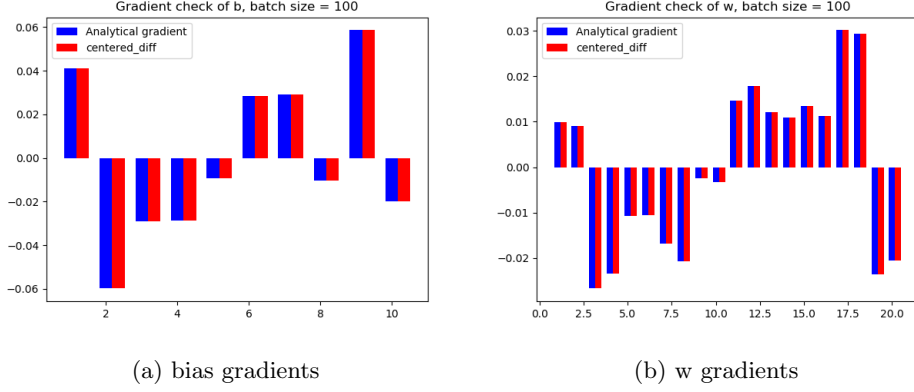 Gradient check of b, batch size = 100
Analytical gradient
centered_diff
0.06
0.04
0.02
0.00
−0.02
−0.04
−0.06
2 4 6 8 10
(a) bias gradients
Gradient check of w, batch size = 100
Analytical gradient
centered_diff
0.03
0.02
0.01
0.00
−0.01
−0.02
0.0 2.5 5.0 7.5 10.0 12.5 15.0 17.5 20.0
(b) w gradients